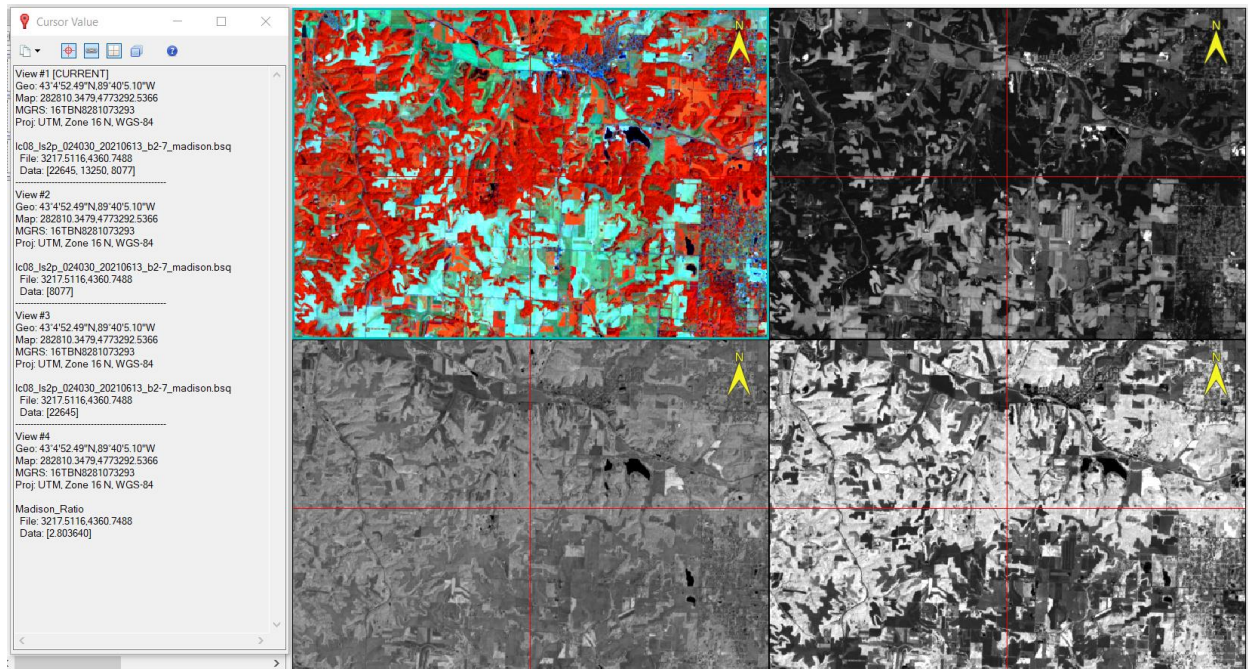 Cursor Value
View #1 [CURRENT]
Geo: 43°4'52.49"N,89°40'5.10"W
Map: 282810.3479,4773292.5366
MGRS: 16TBN8281073293
Proj: UTM, Zone 16 N, WGS-84
lc08_ls2p_024030_20210613_b2-7_madison.bsq
File: 3217.5116,4360.7488
Data: [22645, 13250, 8077]
----------------------------------------------------
View #2
Geo: 43°4'52.49"N,89°40'5.10"W
Map: 282810.3479,4773292.5366
MGRS: 16TBN8281073293
Proj: UTM, Zone 16 N, WGS-84
lc08_ls2p_024030_20210613_b2-7_madison.bsq
File: 3217.5116,4360.7488
Data: [8077]
----------------------------------------------------
View #3
Geo: 43°4'52.49"N,89°40'5.10"W
Map: 282810.3479,4773292.5366
MGRS: 16TBN8281073293
Proj: UTM, Zone 16 N, WGS-84
lc08_ls2p_024030_20210613_b2-7_madison.bsq
File: 3217.5116,4360.7488
Data: [22645]
----------------------------------------------------
View #4
Geo: 43°4'52.49"N,89°40'5.10"W
Map: 282810.3479,4773292.5366
MGRS: 16TBN8281073293
Proj: UTM, Zone 16 N, WGS-84
Madison_Ratio
File: 3217.5116,4360.7488
Data: [2.803640]
N
N
N
N